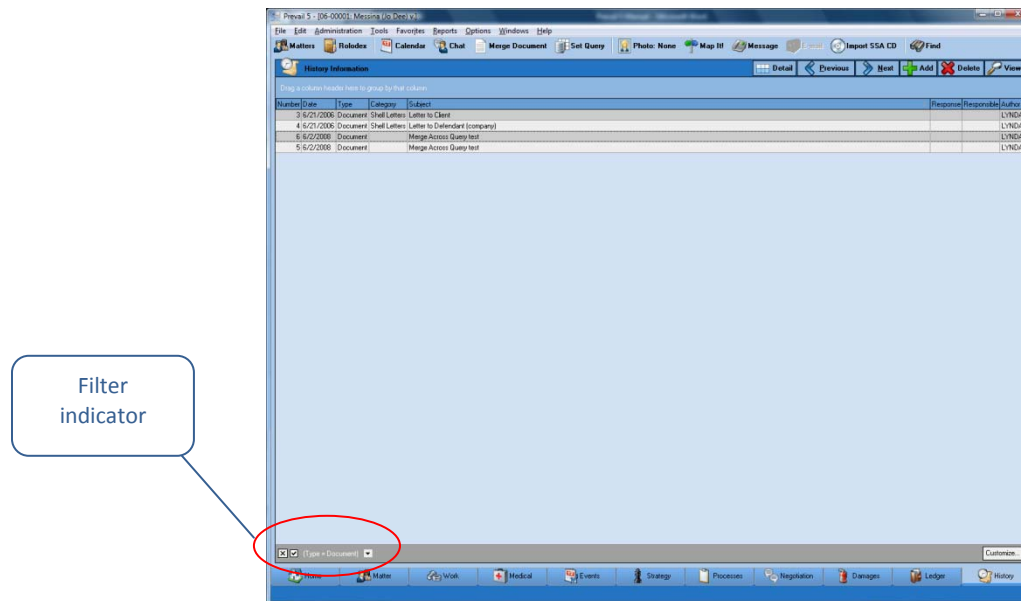 Prevail 5 - [06-00001: Messina (Jo Dee) v.]
File Edit Administration Tools Favorites Reports Options Windows Help
Matters Rolodex Calendar Chat Merge Document Set Query Photo: None Map It! Message Import SSA CD Find
History Information Detail Previous Next Add Delete View
Drag a column header here to group by that column
Number Date Type Category Subject Response Responsible Author
3 6/21/2006 Document Shell Letters Letter to Client LYNDA
4 6/21/2006 Document Shell Letters Letter to Defendant (company) LYNDA
6 6/2/2008 Document Merge Across Query test LYNDA
5 6/2/2008 Document Merge Across Query test LYNDA
Filter
indicator
(Type = Document) Customize...
Home Matter Work Medical Events Strategy Processes Negotiation Damages Ledger History